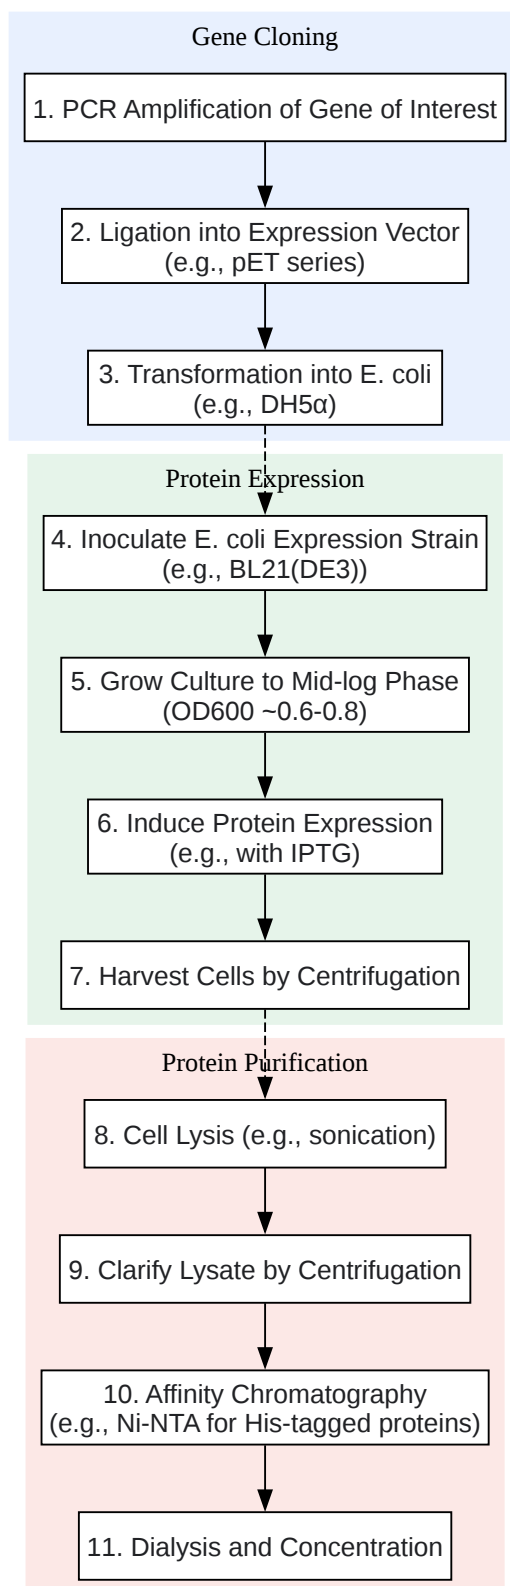 Gene Cloning
1. PCR Amplification of Gene of Interest
2. Ligation into Expression Vector
(e.g., pET series)
3. Transformation into E. coli
(e.g., DH5α)
Protein Expression
4. Inoculate E. coli Expression Strain
(e.g., BL21(DE3))
5. Grow Culture to Mid-log Phase
(OD600 ~0.6-0.8)
6. Induce Protein Expression
(e.g., with IPTG)
7. Harvest Cells by Centrifugation
Protein Purification
8. Cell Lysis (e.g., sonication)
9. Clarify Lysate by Centrifugation
10. Affinity Chromatography
(e.g., Ni-NTA for His-tagged proteins)
11. Dialysis and Concentration